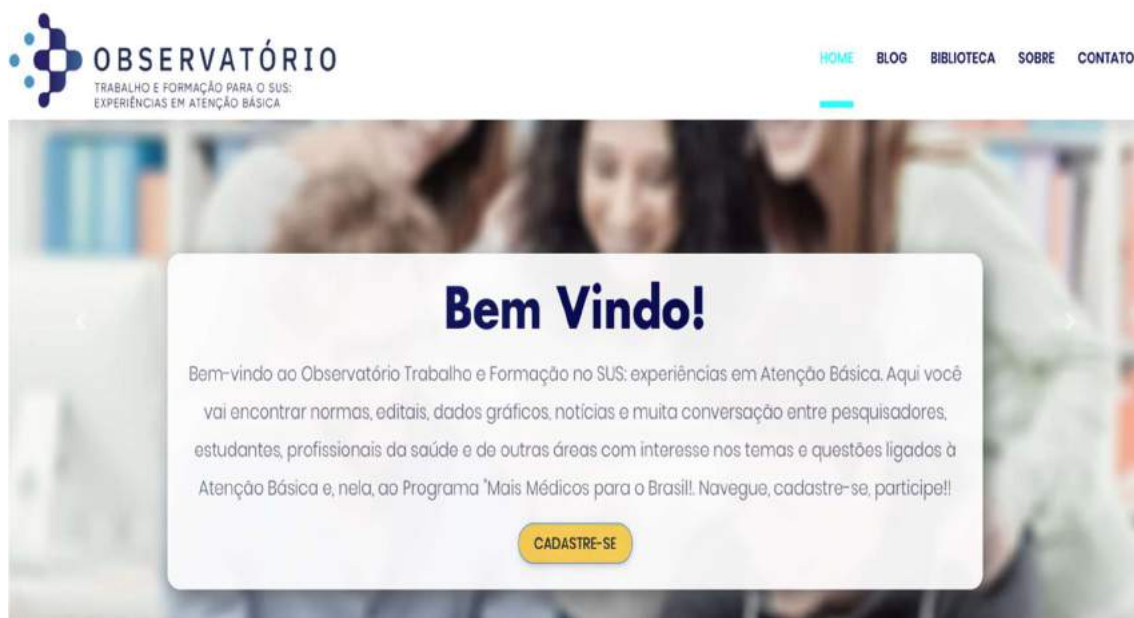 OBSERVATÓRIO
TRABALHO E FORMAÇÃO PARA O SUS:
EXPERIÊNCIAS EM ATENÇÃO BÁSICA
HOME BLOG BIBLIOTECA SOBRE CONTATO
Bem Vindo!
Bem-vindo ao Observatório Trabalho e Formação no SUS: experiências em Atenção Básica. Aqui você
vai encontrar normas, editais, dados gráficos, notícias e muita conversação entre pesquisadores,
estudantes, profissionais da saúde e de outras áreas com interesse nos temas e questões ligados à
Atenção Básica e, nela, ao Programa "Mais Médicos para o Brasil!. Navegue, cadastre-se, participe!!
CADASTRE-SE